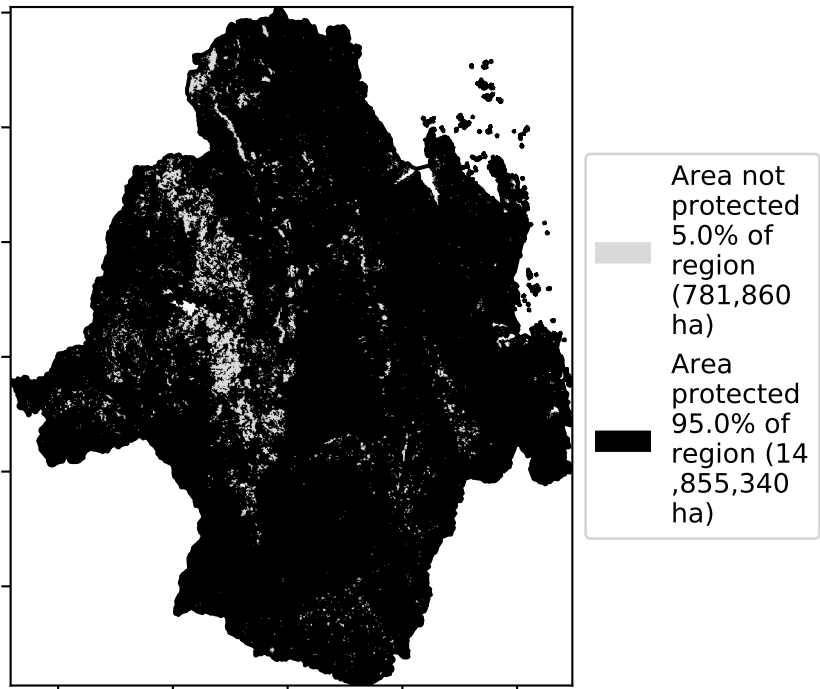 Area not
protected
5.0% of
region
(781,860
ha)
Area
protected
95.0% of
region (14
,855,340
ha)